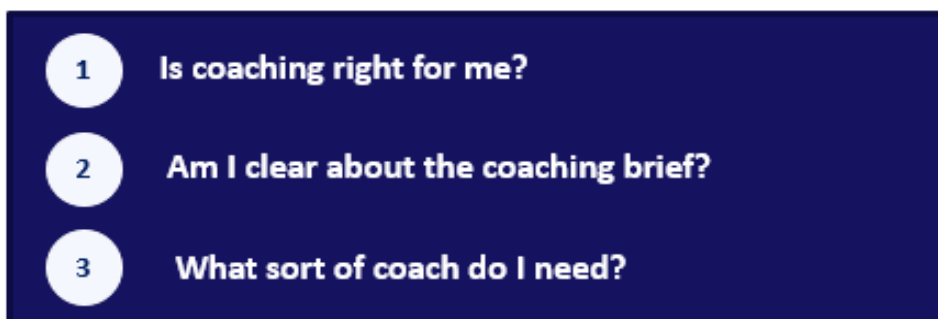 1 Is coaching right for me?
2 Am I clear about the coaching brief?
3 What sort of coach do I need?